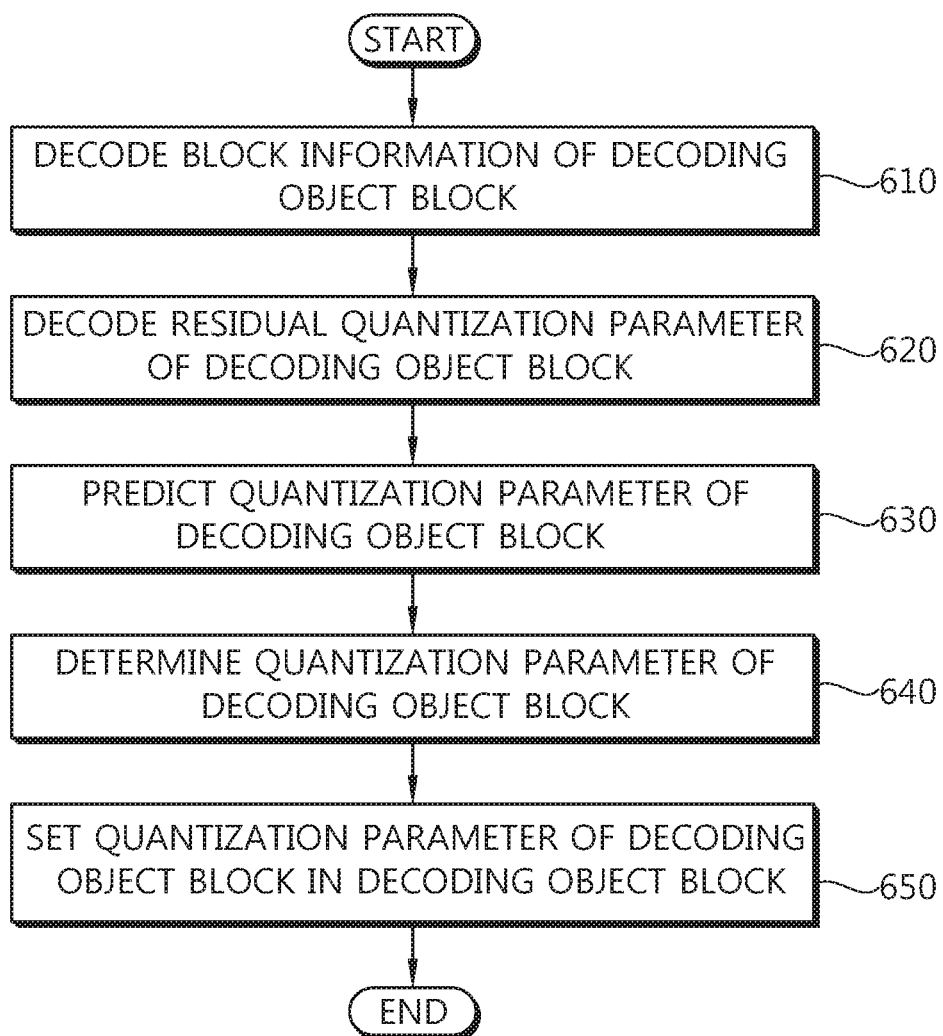 START
DECODE BLOCK INFORMATION OF DECODING
OBJECT BLOCK
610
DECODE RESIDUAL QUANTIZATION PARAMETER
OF DECODING OBJECT BLOCK
620
PREDICT QUANTIZATION PARAMETER OF
DECODING OBJECT BLOCK
630
DETERMINE QUANTIZATION PARAMETER OF
DECODING OBJECT BLOCK
640
SET QUANTIZATION PARAMETER OF DECODING
OBJECT BLOCK IN DECODING OBJECT BLOCK
650
END